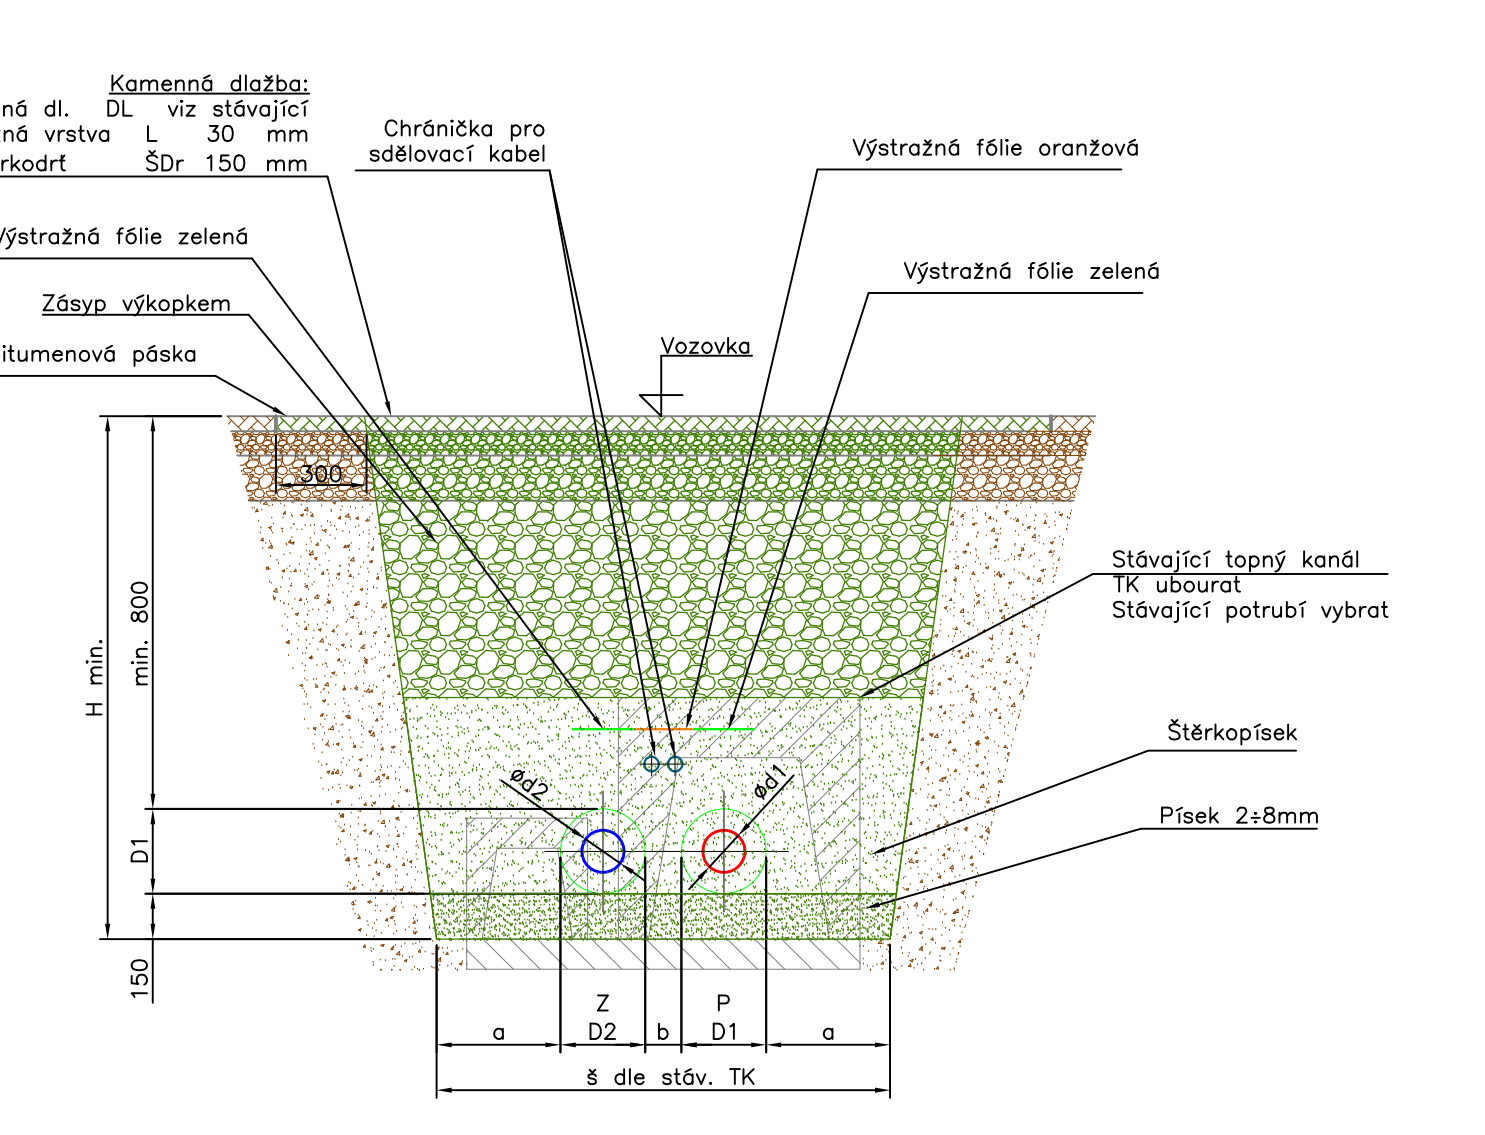 Kamenná dlažba:
ná dl. DL viz stávající
ná vrstva L 30 mm
rkodrť ŠDr 150 mm
Chránička pro
sdělovací kabel
Výstražná fólie oranžová
Výstražná fólie zelená
Výstražná fólie zelená
Zásyp výkopkem
Vozovka
itumenová páska
300
Stávající topný kanál
TK ubourat
Stávající potrubí vybrat
H min.
min. 800
Štěrkopísek
ød2
ød1
Písek 2÷8mm
D1
150
Z
P
a
D2
b
D1
a
š dle stáv. TK